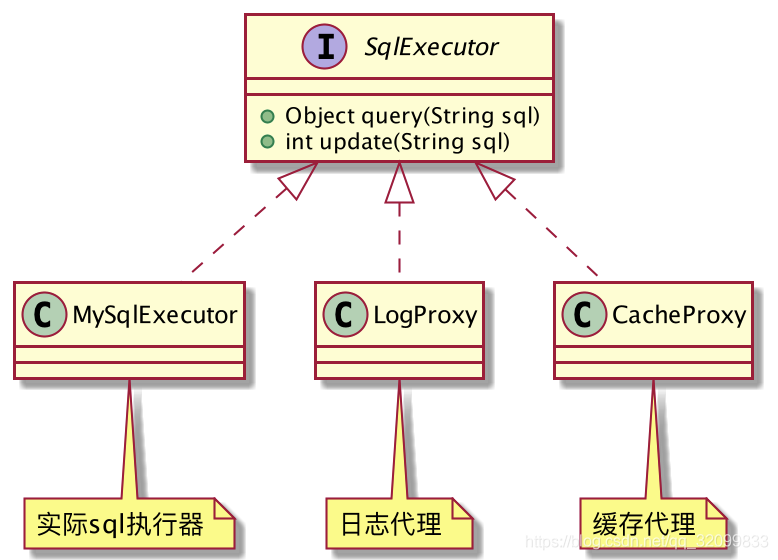 I SqlExecutor
Object query(String sql)
int update(String sql)
C MySqlExecutor
C LogProxy
C CacheProxy
实际sql执行器
日志代理
缓存代理
https://blog.csdn.net/qq_32099833